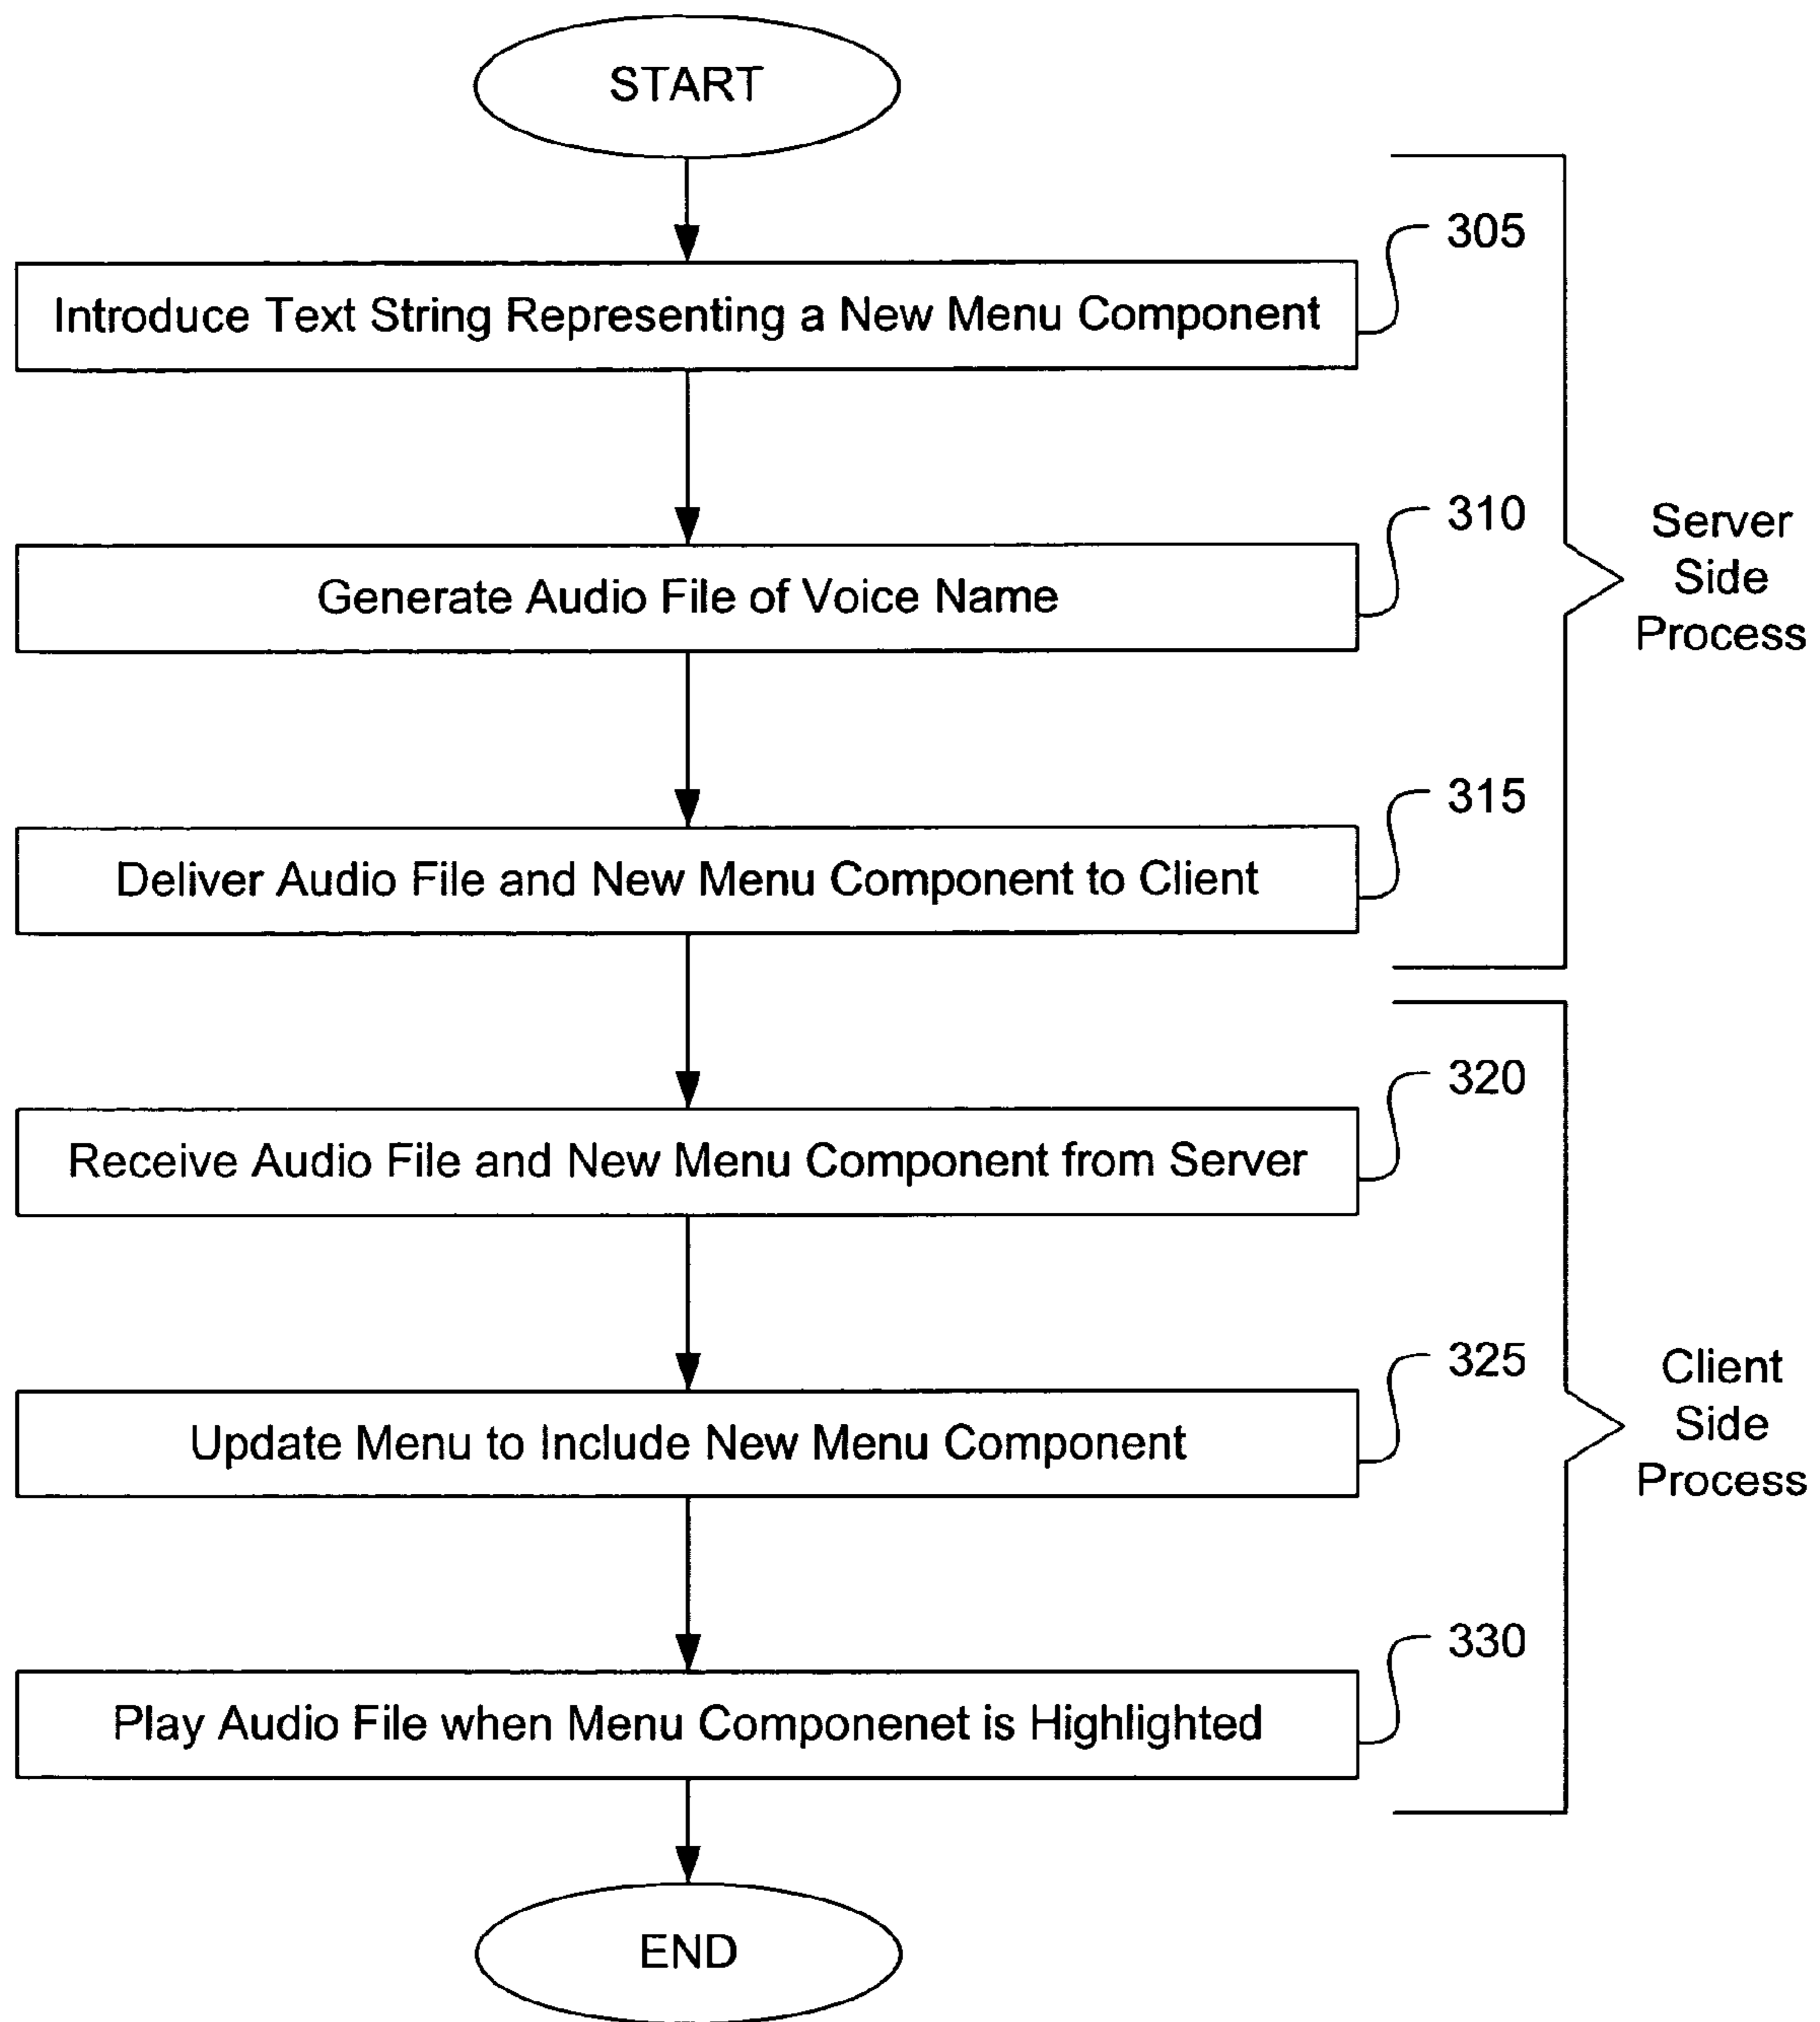 START
305
Introduce Text String Representing a New Menu Component
310
Generate Audio File of Voice Name
Server
Side
Process
315
Deliver Audio File and New Menu Component to Client
320
Receive Audio File and New Menu Component from Server
325
Update Menu to Include New Menu Component
Client
Side
Process
330
Play Audio File when Menu Componenet is Highlighted
END